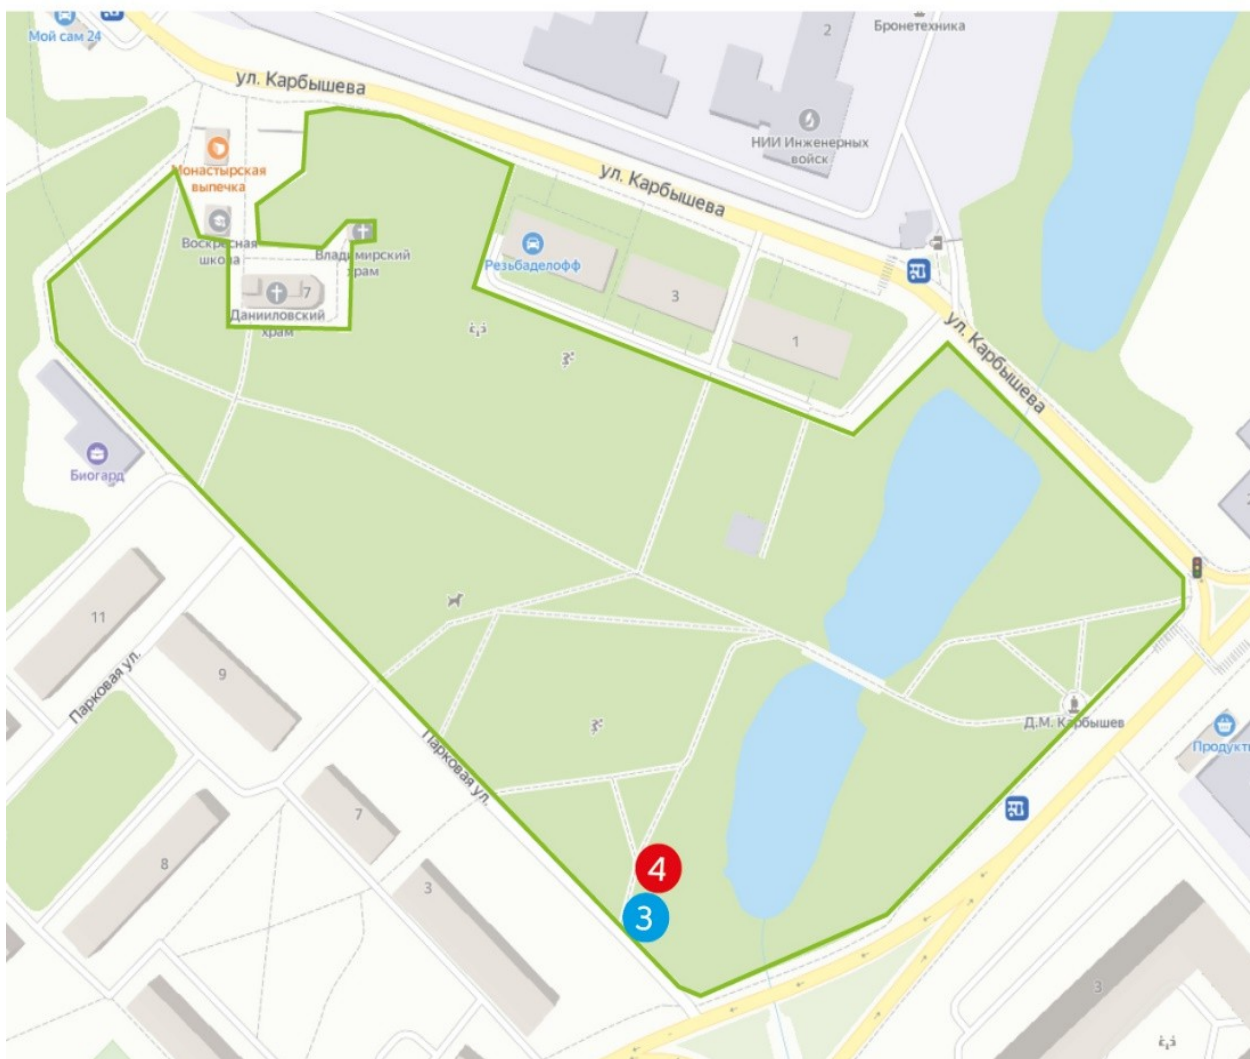 Мой сам 24
ул. Карбышева
2
Бронетехника
НИИ Инженерных
войск
Монастырская
выпечка
Воскресная
школа
Владимирский
храм
7
Данииловский
храм
ул. Карбышева
Резьбаделофф
3
1
ул. Карбышева
Биогард
11
9
Парковая ул.
Парковая ул.
Д.М. Карбышев
Продукты
7
8
3
4
3
3